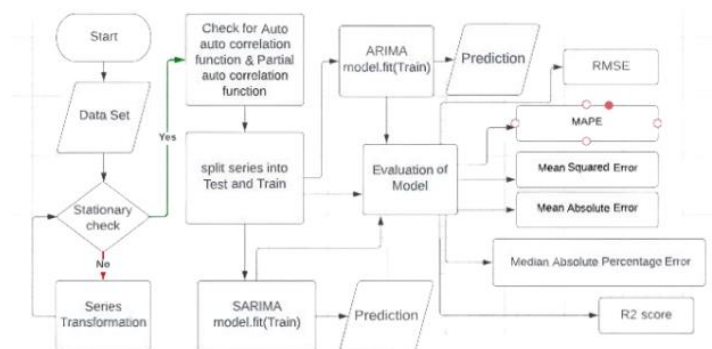 Start
Data Set
Stationary
check
No
Series
Transformation
Yes
Check for Auto
auto correlation
function & Partial
auto correlation
function
split series into
Test and Train
SARIMA
model.fit(Train)
Prediction
ARIMA
model.fit(Train)
Prediction
Evaluation of
Model
RMSE
MAPE
Mean Squared Error
Mean Absolute Error
Median Absolute Percentage Error
R2 score